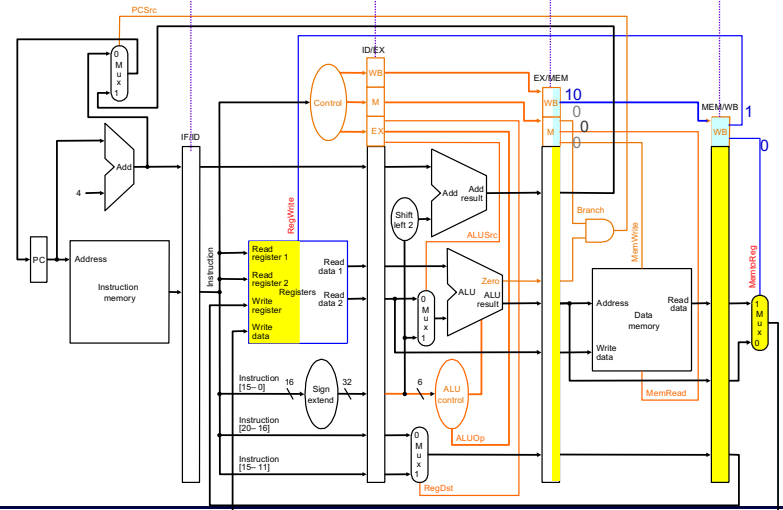 PCSrc
ID/EX
EX/MEM
MEM/WB
IF/ID
0
M
u
x
1
Control
WB
M
EX
WB
M
10
0
0
0
WB
1
0
Add
4
RegWrite
Shift
left 2
Add
Add
result
ALUSrc
Branch
MemWrite
MemtoReg
PC
Address
Instruction
memory
Instruction
Read
register 1
Read
register 2
Write
register
Write
data
Registers
Read
data 1
Read
data 2
0
M
u
x
1
Zero
ALU
ALU
result
Address
Write
data
Read
data
Data
memory
1
M
u
x
0
MemRead
Instruction
[15– 0]
16
Sign
extend
32
6
ALU
control
ALUOp
Instruction
[20– 16]
Instruction
[15– 11]
0
M
u
x
1
RegDst